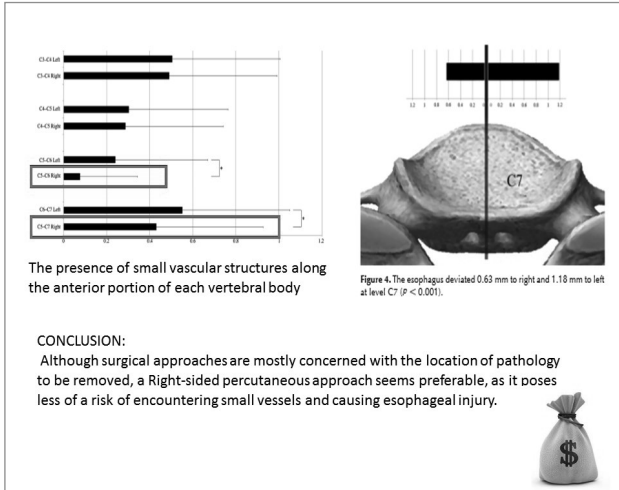 C3-C4 Left
C3-C4 Right
C4-C5 Left
C4-C5 Right
C5-C6 Left
C5-C6 Right
C6-C7 Left
C5-C7 Right
0 0.2 0.4 0.6 0.8 1 1.2
The presence of small vascular structures along
the anterior portion of each vertebral body
C7
Figure 4. The esophagus deviated 0.63 mm to right and 1.18 mm to left
at level C7 (P < 0.001).
CONCLUSION:
Although surgical approaches are mostly concerned with the location of pathology
to be removed, a Right-sided percutaneous approach seems preferable, as it poses
less of a risk of encountering small vessels and causing esophageal injury.
$